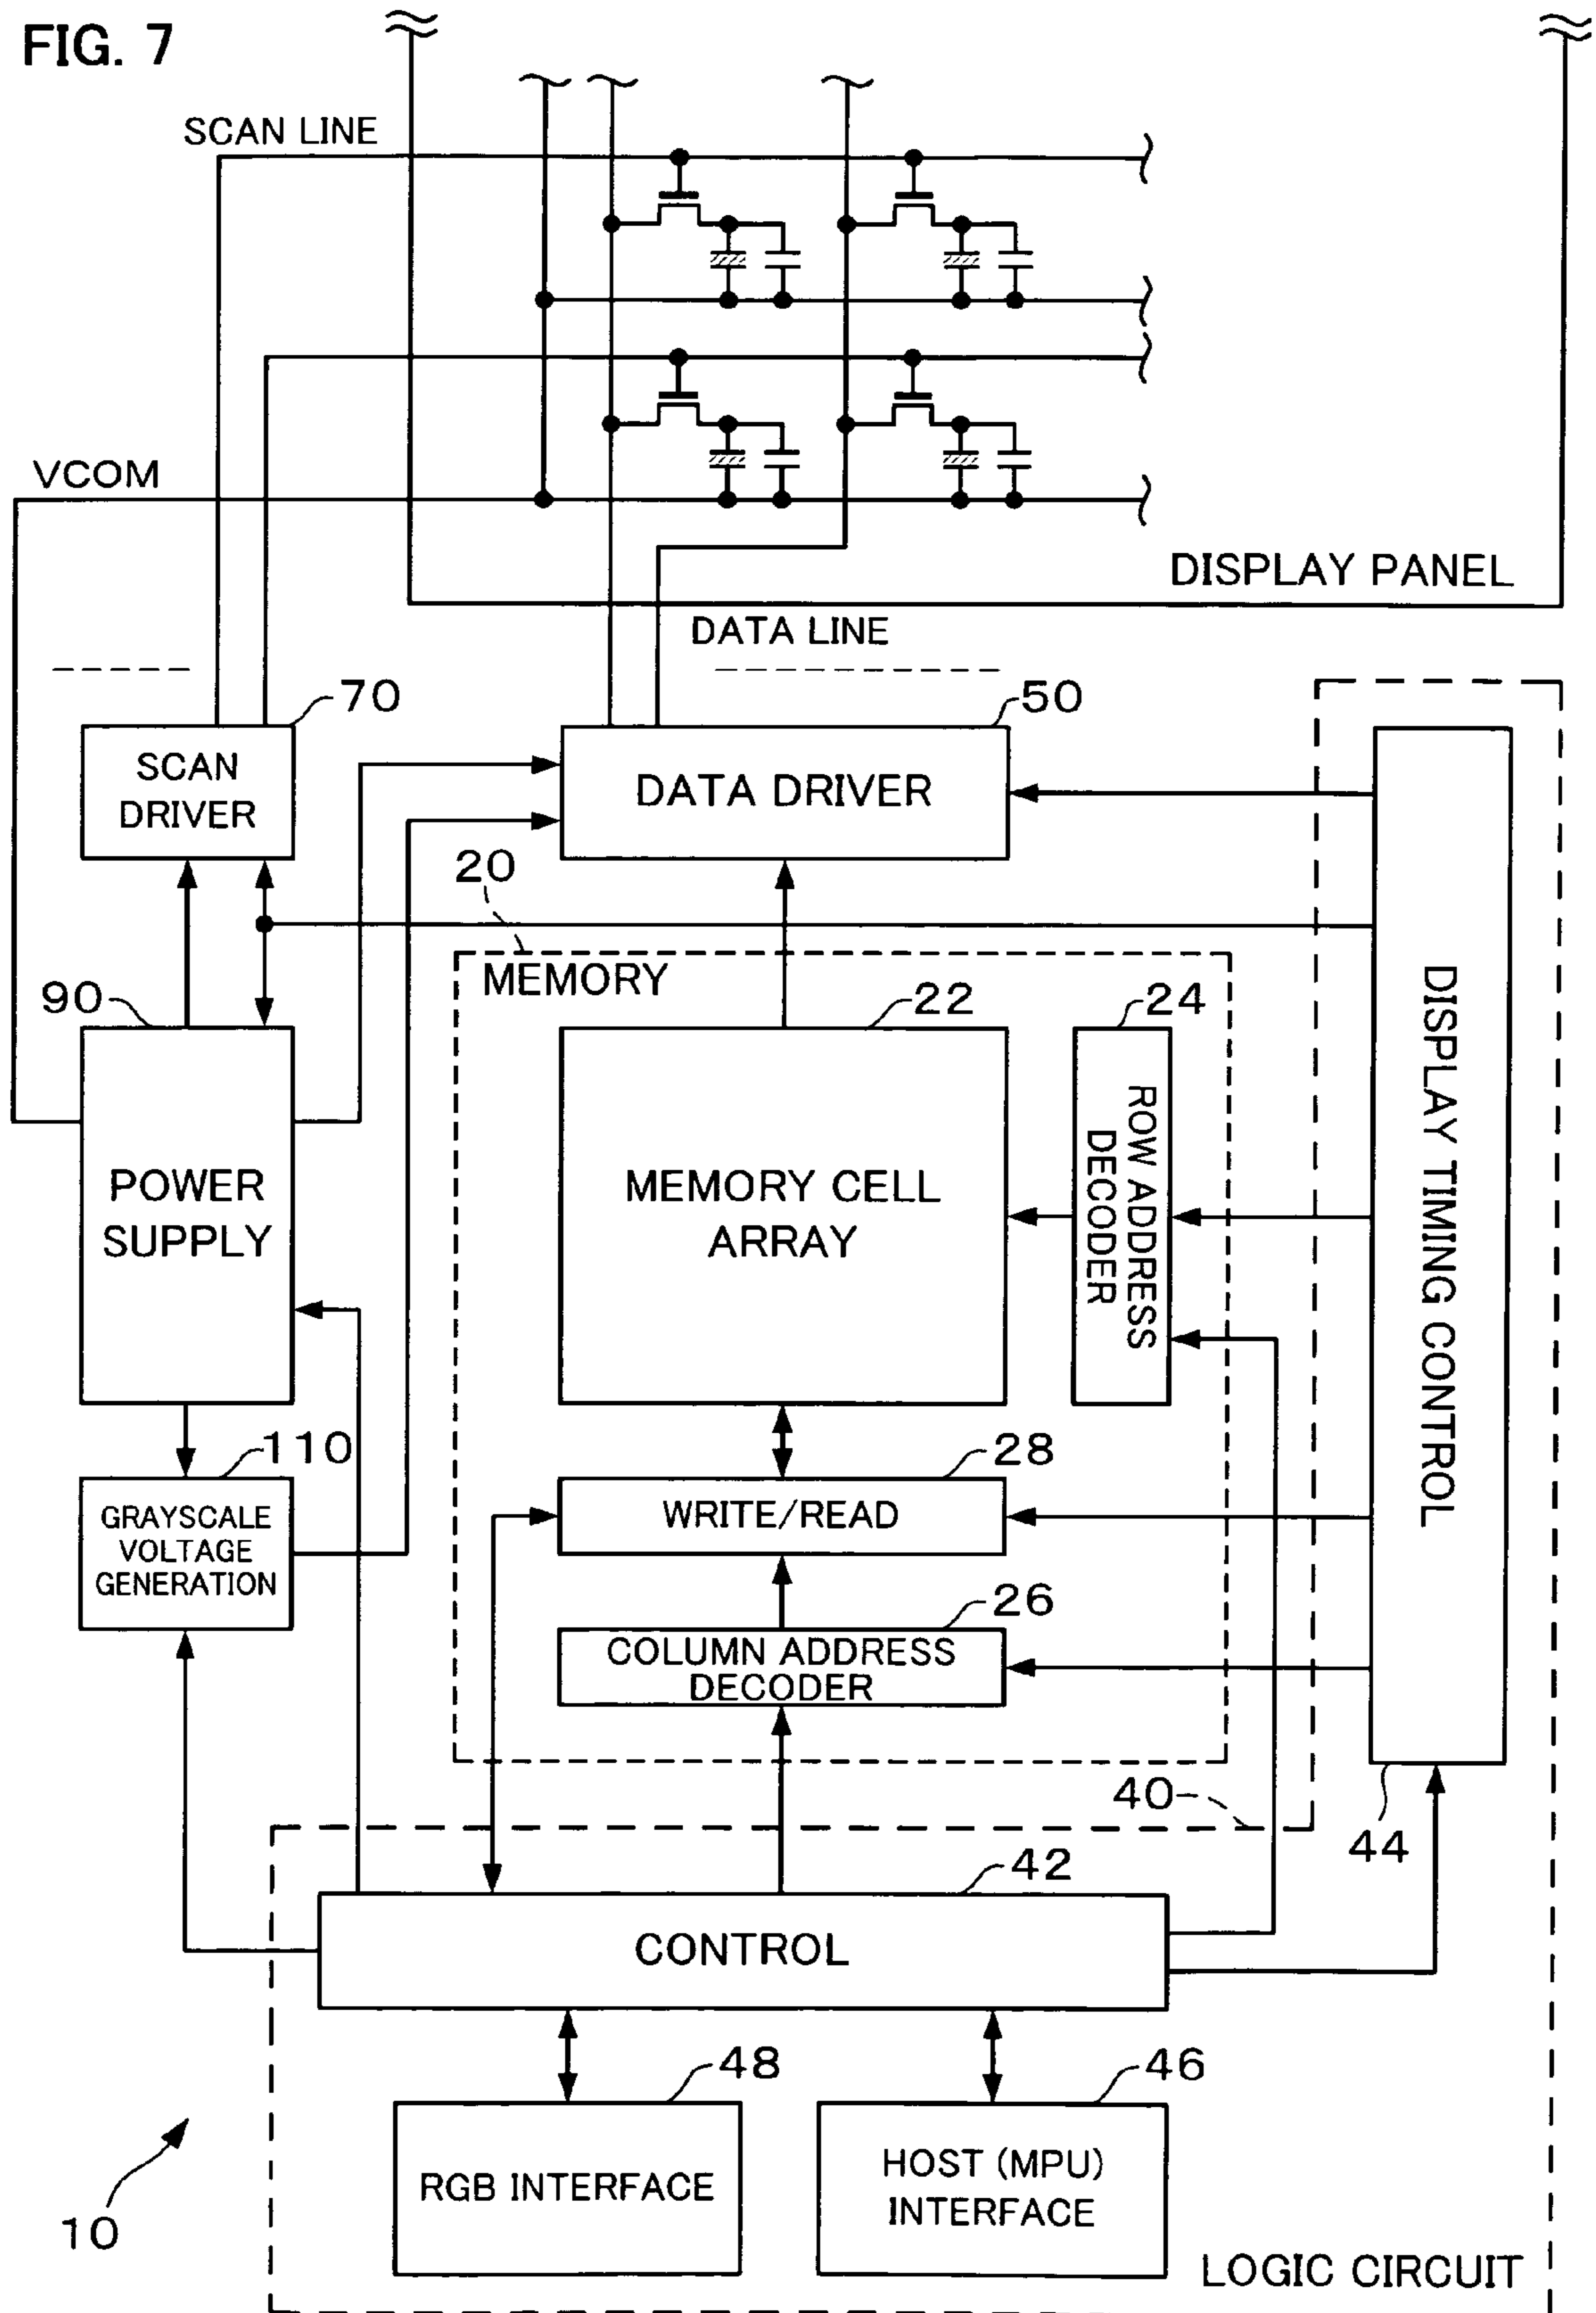 FIG. 7
SCAN LINE
VCOM
DISPLAY PANEL
DATA LINE
70
50
SCAN
DRIVER
DATA DRIVER
20
MEMORY
90
22
24
POWER
SUPPLY
MEMORY CELL
ARRAY
ROW ADDRESS
DECODER
DISPLAY TIMING CONTROL
110
28
GRAYSCALE
VOLTAGE
GENERATION
WRITE/READ
26
COLUMN ADDRESS
DECODER
40
44
42
CONTROL
48
46
RGB INTERFACE
HOST (MPU)
INTERFACE
10
LOGIC CIRCUIT